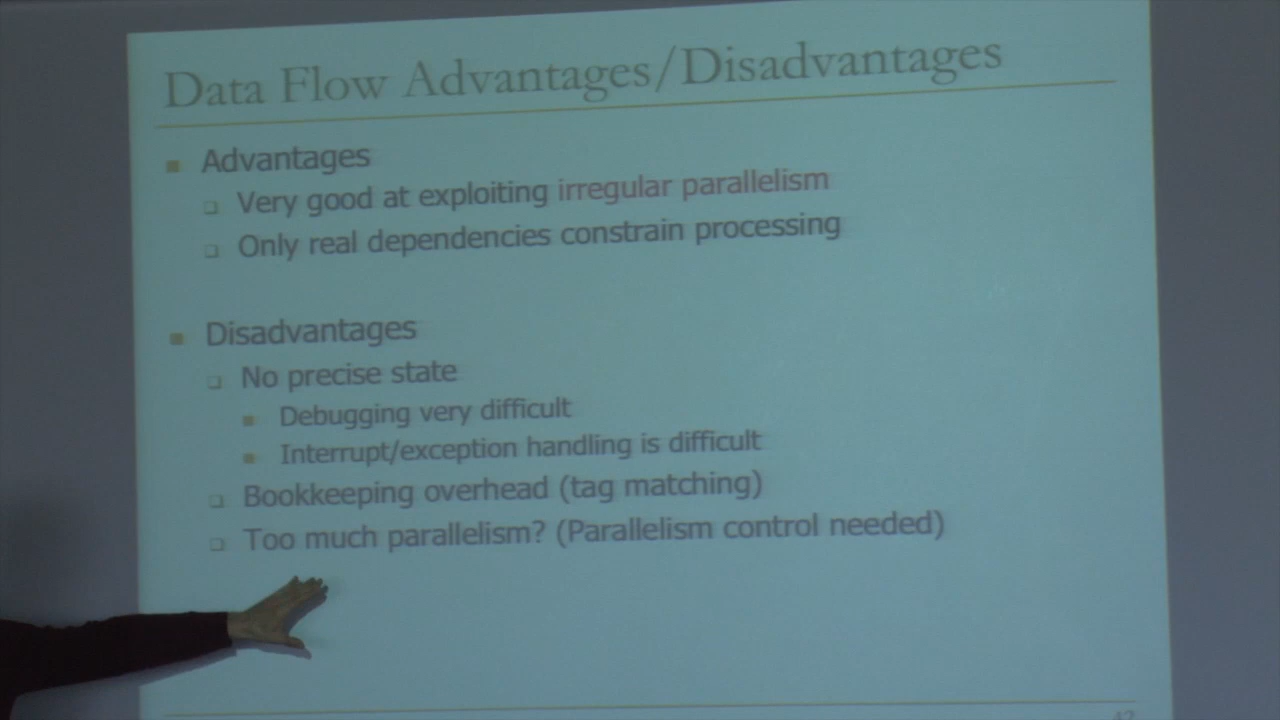 Data Flow Advantages/Disadvantages
Advantages
Very good at exploiting irregular parallelism
Only real dependencies constrain processing
Disadvantages
No precise state
Debugging very difficult
Interrupt/exception handling is difficult
Bookkeeping overhead (tag matching)
Too much parallelism? (Parallelism control needed)